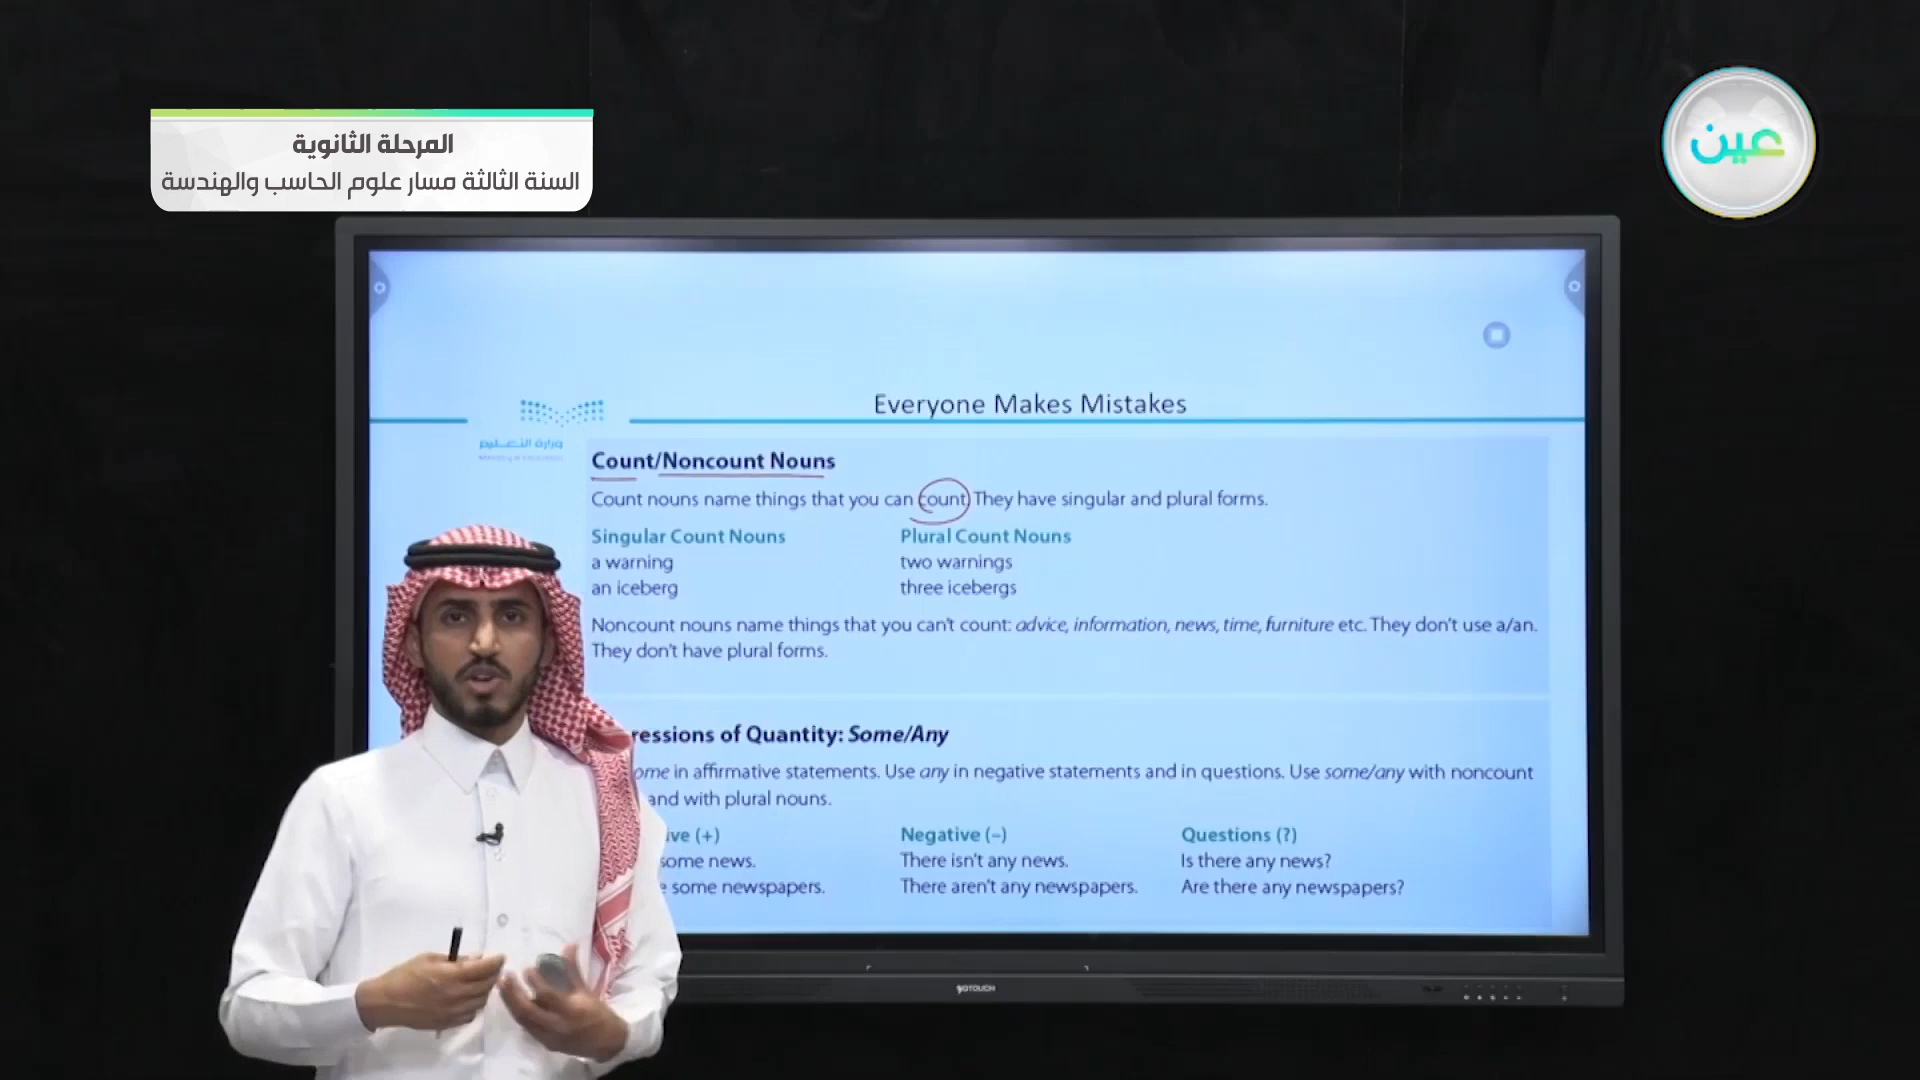 المرحلة الثانوية
السنة الثالثة مسار علوم الحاسب والهندسة
عين
Everyone Makes Mistakes
وزارة التعليم
Count/Noncount Nouns
Count nouns name things that you can count. They have singular and plural forms.
Singular Count Nouns
Plural Count Nouns
a warning
two warnings
an iceberg
three icebergs
Noncount nouns name things that you can't count: advice, information, news, time, furniture etc. They don't use a/an.
They don't have plural forms.
ressions of Quantity: Some/Any
ome in affirmative statements. Use any in negative statements and in questions. Use some/any with noncount
and with plural nouns.
ive (+)
Negative (–)
Questions (?)
some news.
There isn't any news.
Is there any news?
e some newspapers.
There aren't any newspapers.
Are there any newspapers?